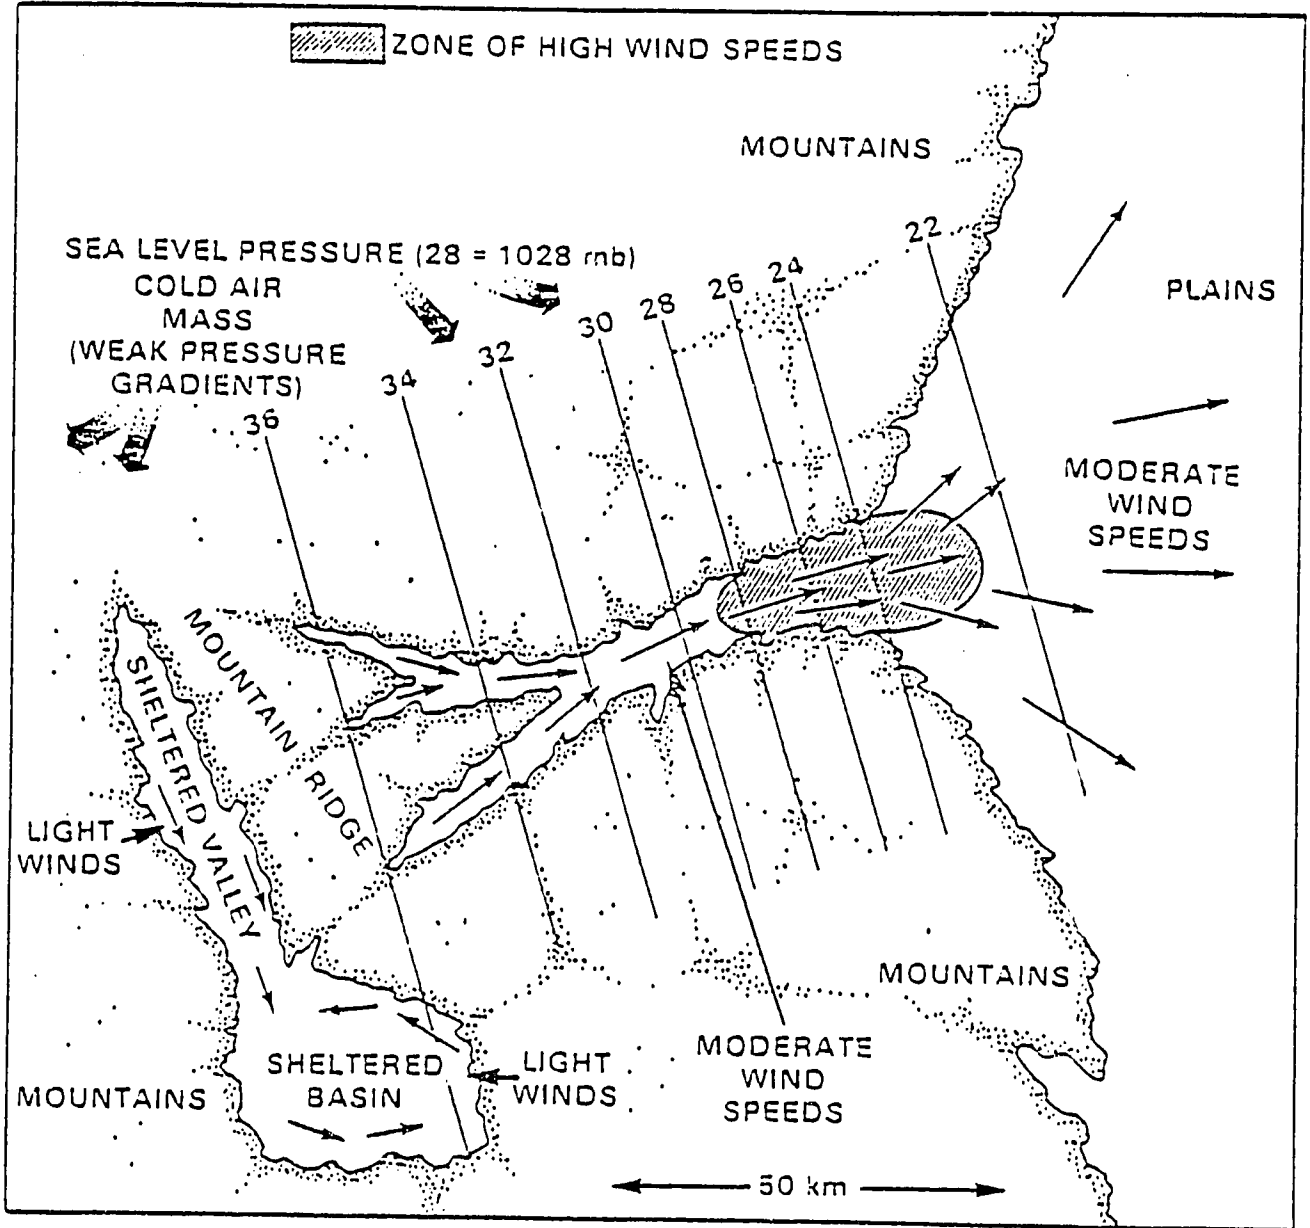 ZONE OF HIGH WIND SPEEDS
MOUNTAINS
22
SEA LEVEL PRESSURE (28 = 1028 mb)
COLD AIR
MASS
(WEAK PRESSURE
GRADIENTS)
24
26
28
30
32
34
36
PLAINS
MODERATE
WIND
SPEEDS
MOUNTAIN RIDGE
SHELTERED VALLEY
LIGHT
WINDS
MOUNTAINS
SHELTERED
BASIN
LIGHT
WINDS
MODERATE
WIND
SPEEDS
MOUNTAINS
50 km